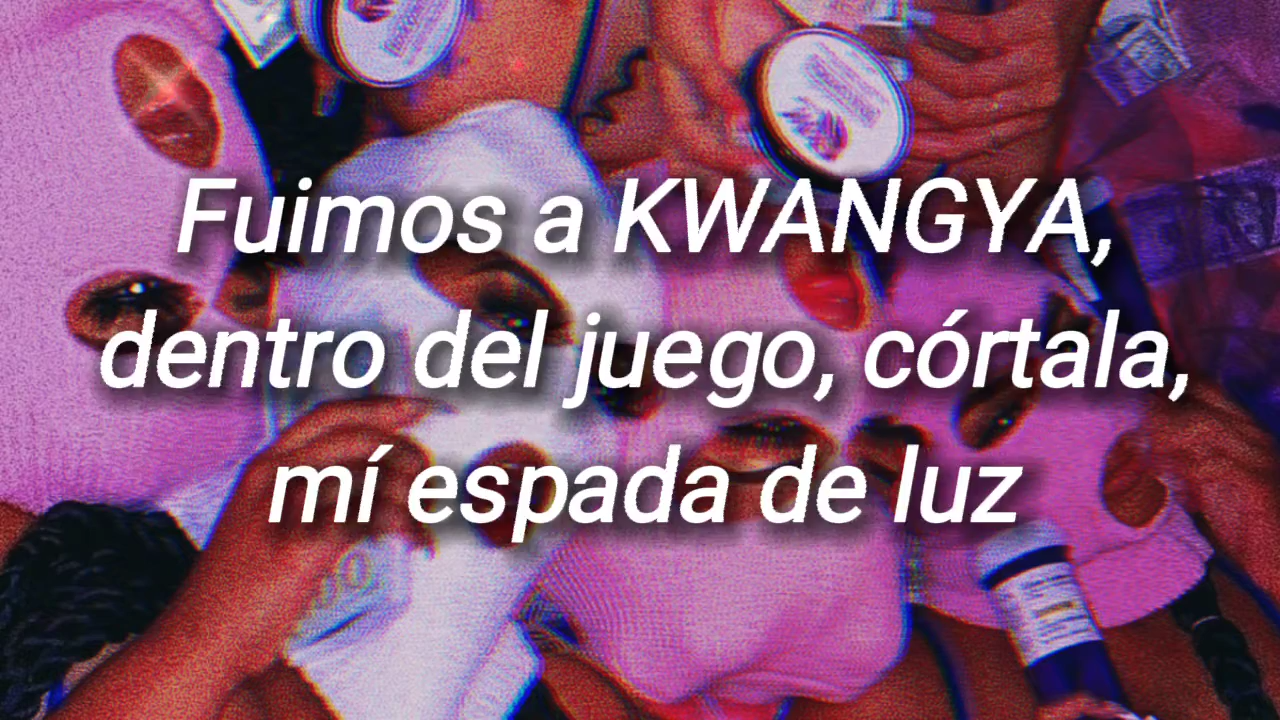 Fuimos a KWANGYA,
dentro del juego, córtala,
mí espada de luz